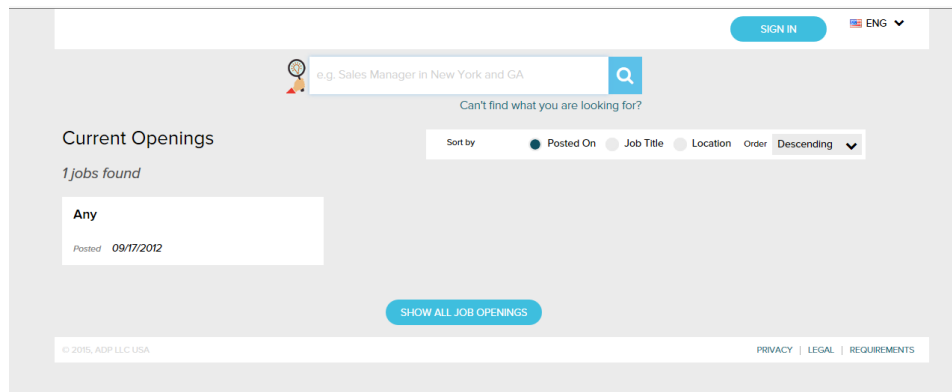 SIGN IN
ENG
e.g. Sales Manager in New York and GA
Can't find what you are looking for?
Current Openings
Sort by Posted On Job Title Location Order Descending
1 jobs found
Any
Posted 09/17/2012
SHOW ALL JOB OPENINGS
© 2015, ADP LLC USA PRIVACY | LEGAL | REQUIREMENTS